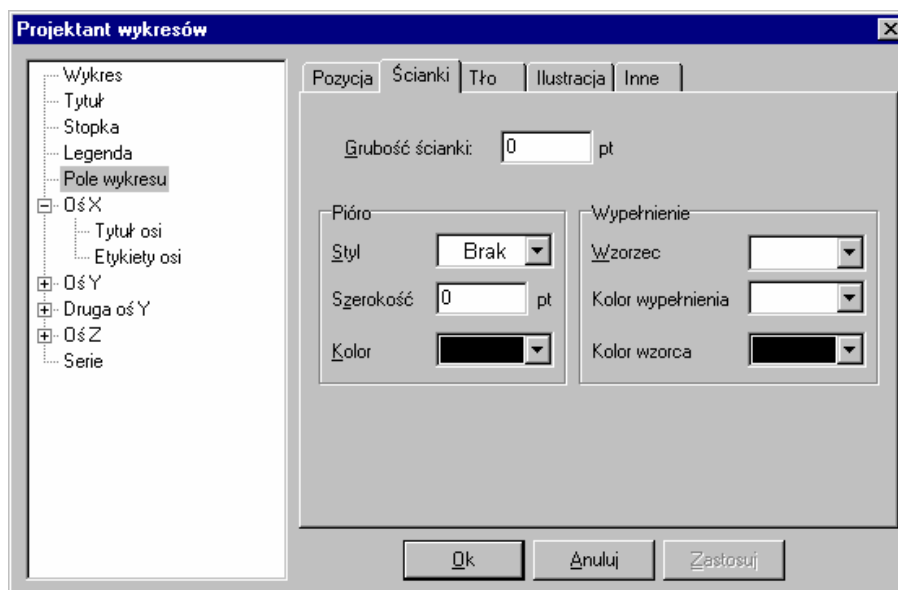 Projektant wykresów
Wykres
Tytuł
Stopka
Legenda
Pole wykresu
Oś X
Tytuł osi
Etykiety osi
Oś Y
Druga oś Y
Oś Z
Serie
Pozycja Ścianki Tło Ilustracja Inne
Grubość ścianki: 0 pt
Pióro
Styl Brak
Szerokość 0 pt
Kolor
Wypełnienie
Wzorzec
Kolor wypełnienia
Kolor wzorca
Ok Anuluj Zastosuj